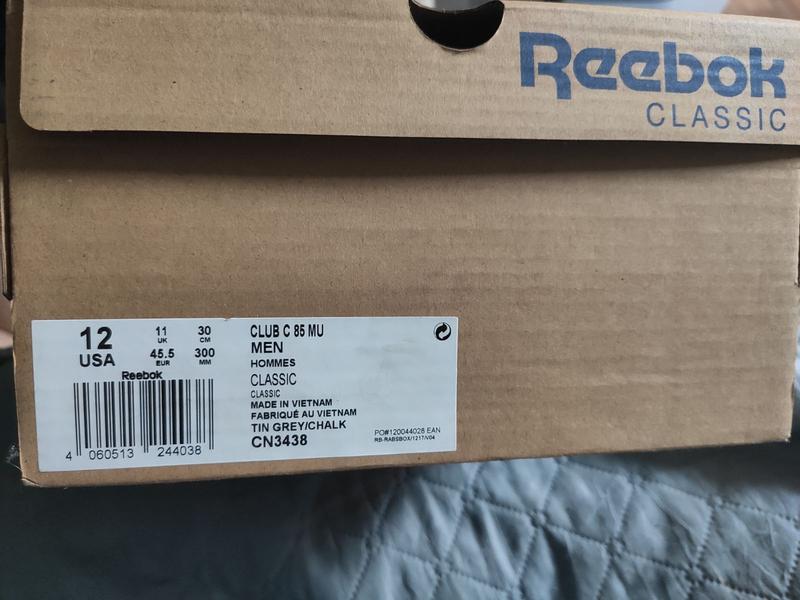 Reebok
CLASSIC
12
USA
11
UK
30
CM
45.5
EUR
300
MM
Reebok
4 060513 244038
CLUB C 85 MU
MEN
HOMMES
CLASSIC
CLASSIC
MADE IN VIETNAM
FABRIQUÉ AU VIETNAM
TIN GREY/CHALK
CN3438
PO#120044028 EAN
RB-RABSBOX/1217/V04